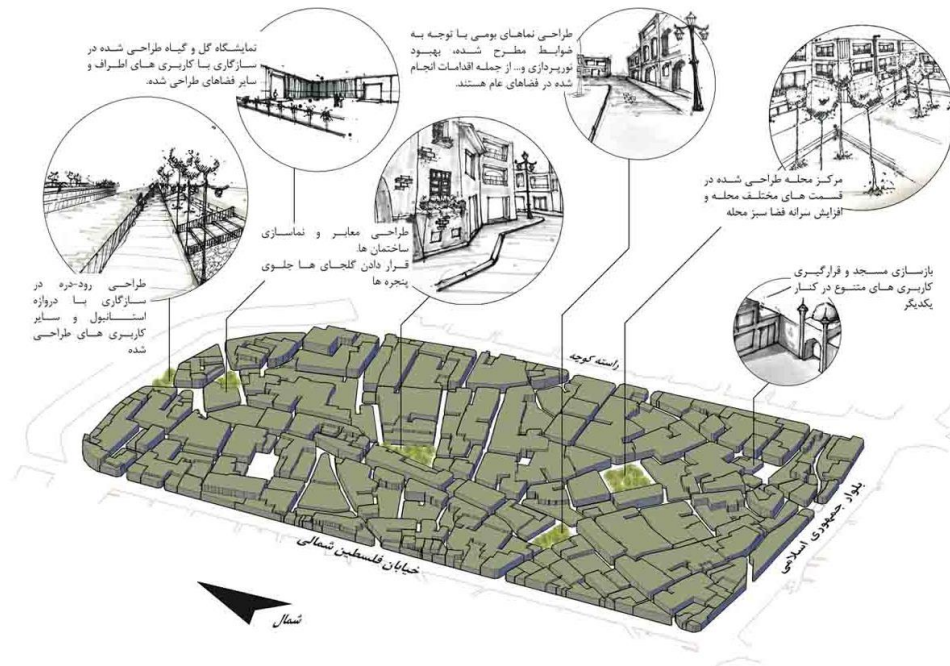 نمایشگاه گل و گیاه طراحی شده در
سازگاری با کاربری های اطراف و
سایر فضاهای طراحی شده.
طراحی نماهای بومی با توجه به
ضوابط مطرح شده، بهبود
نورپردازی و... از جمله اقدامات انجام
شده در فضاهای عام هستند.
مرکز محله طراحی شده در
قسمت های مختلف محله و
افزایش سرانه فضا سبز محله
طراحی معابر و نماسازی
ساختمان ها.
قرار دادن گلجای ها جلوی
پنجره ها
طراحی رود-دره در
سازگاری با دروازه
استانبول و سایر
کاربری های طراحی
شده
بازسازی مسجد و قرارگیری
کاربری های متنوع در کنار
یکدیگر
راسته کوچه
بلوار جمهوری اسلامی
خیابان فلسطین شمالی
شمال